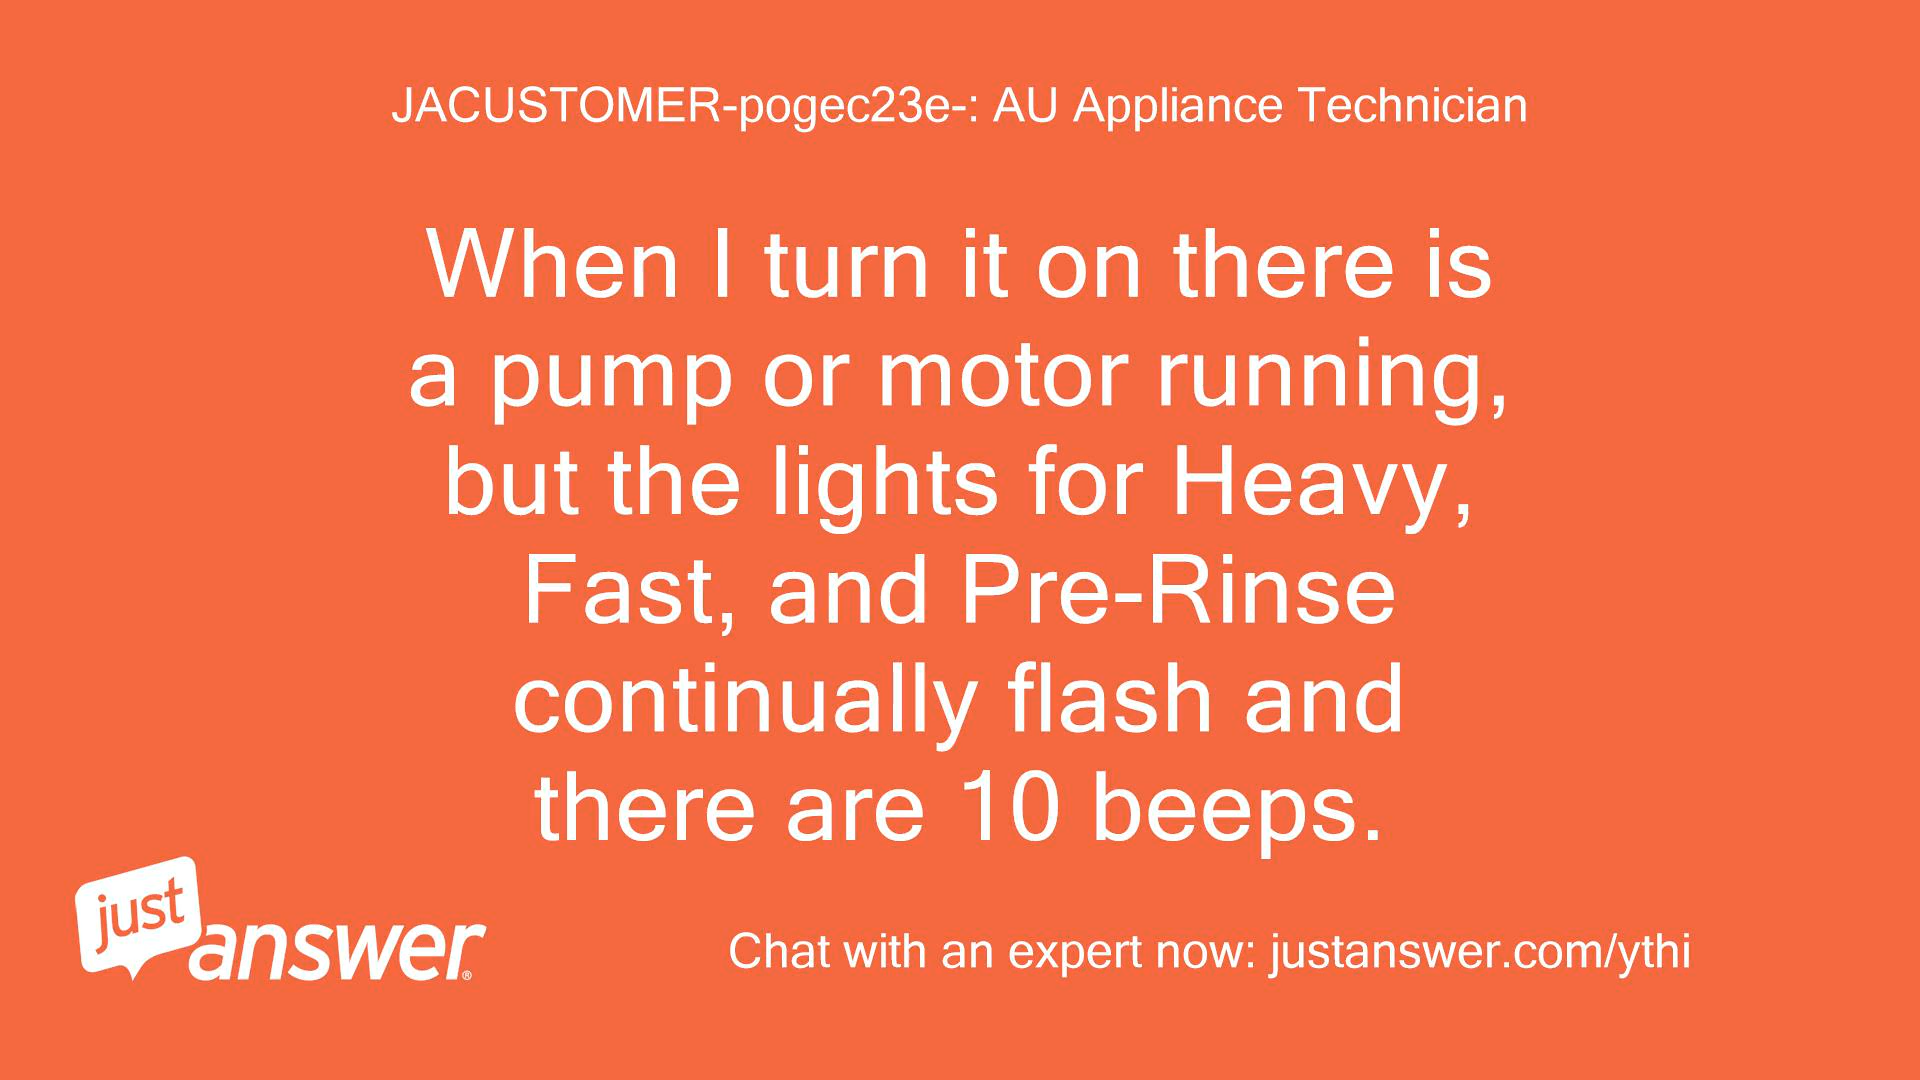 JACUSTOMER-pogec23e-: AU Appliance Technician
When I turn it on there is
a pump or motor running,
but the lights for Heavy,
Fast, and Pre-Rinse
continually flash and
there are 10 beeps.
just
answer®
Chat with an expert now: justanswer.com/ythi